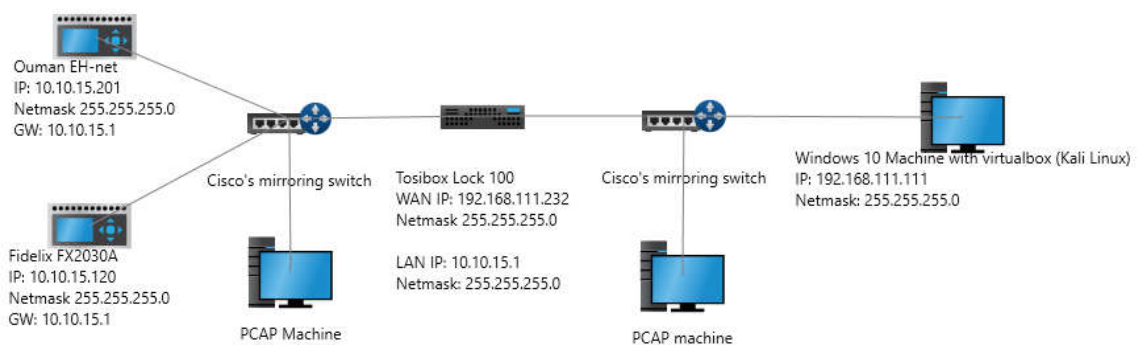 Ouman EH-net
IP: 10.10.15.201
Netmask 255.255.255.0
GW: 10.10.15.1
Cisco's mirroring switch
Fidelix FX2030A
IP: 10.10.15.120
Netmask 255.255.255.0
GW: 10.10.15.1
PCAP Machine
Tosibox Lock 100
WAN IP: 192.168.111.232
Netmask 255.255.255.0
LAN IP: 10.10.15.1
Netmask: 255.255.255.0
Cisco's mirroring switch
PCAP machine
Windows 10 Machine with virtualbox (Kali Linux)
IP: 192.168.111.111
Netmask: 255.255.255.0